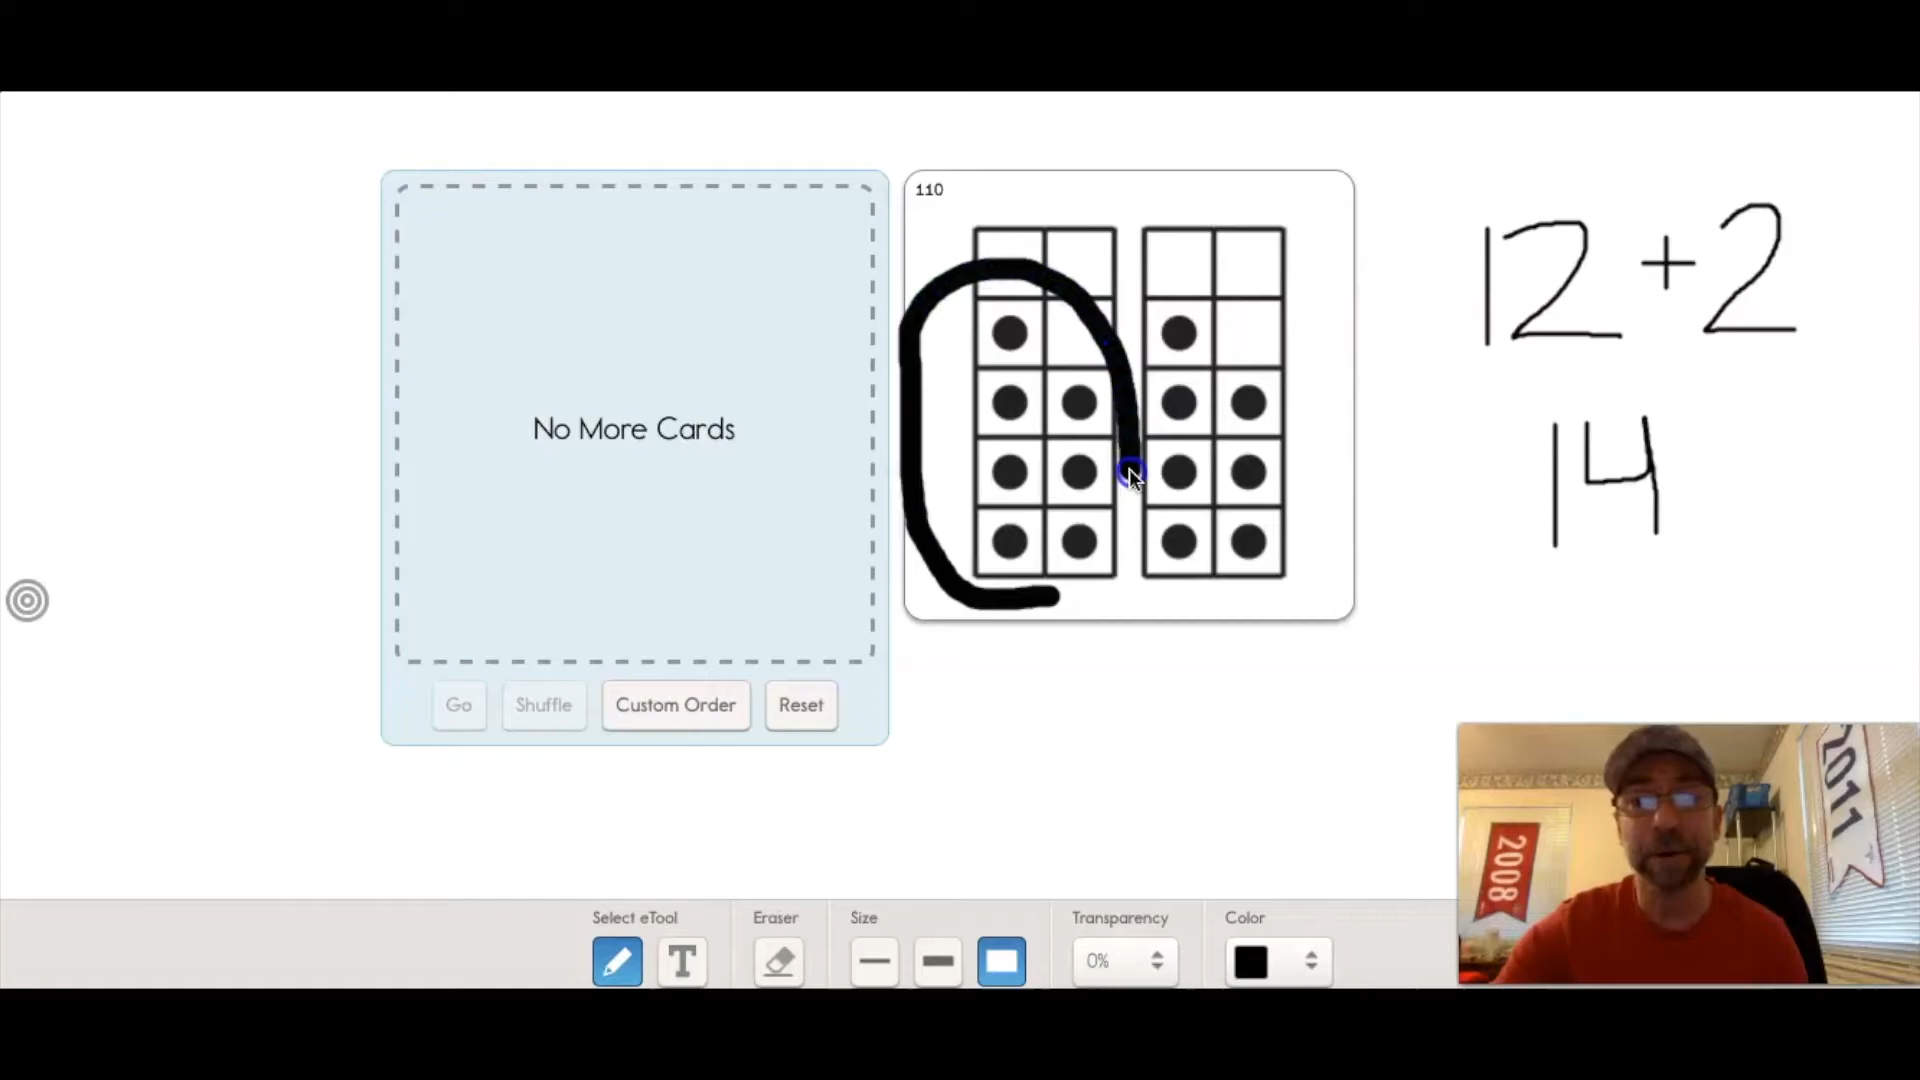 110
12 + 2
14
No More Cards
Go Shuffle Custom Order Reset
2011
2008
Select eTool Eraser Size Transparency Color
T 0%